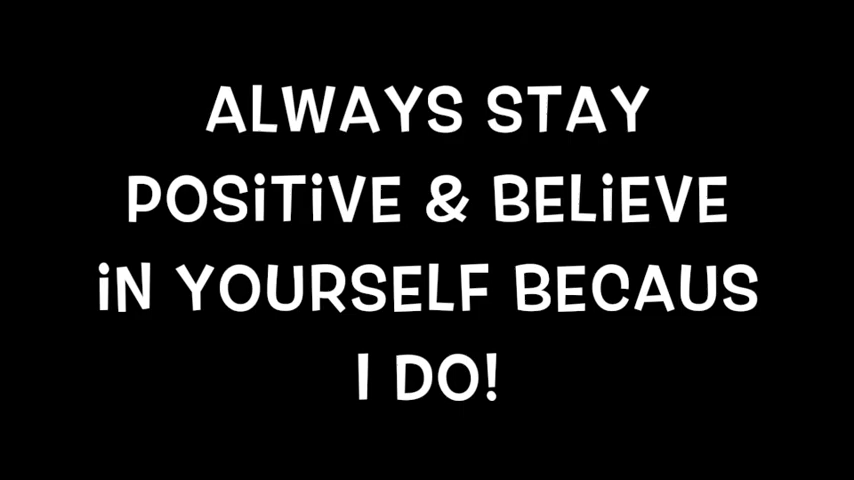 ALWAYS STAY
POSiTiVE & BELiEVE
iN YOURSELF BECAUS
I DO!